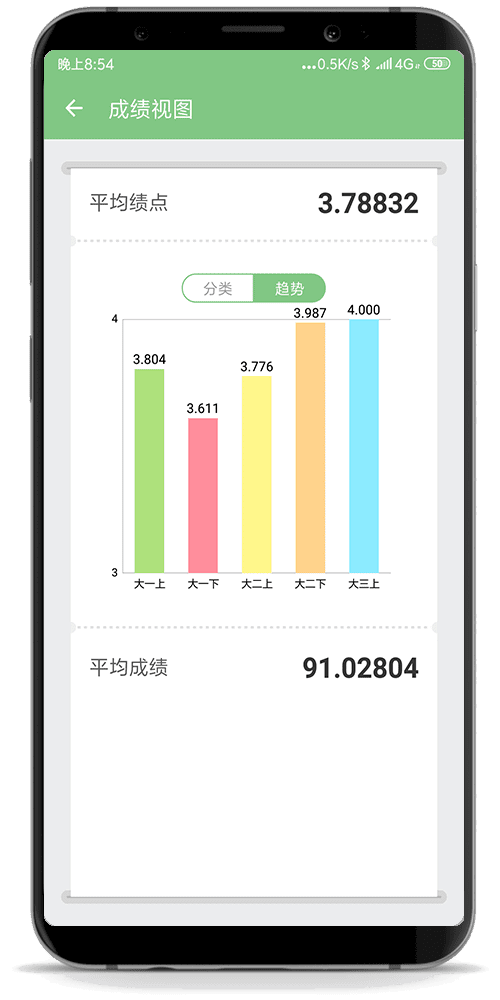 晚上8:54 ...0.5K/s 4G 50
成绩视图
平均绩点 3.78832
分类 趋势
4
3.804 3.611 3.776 3.987 4.000
3
大一上 大一下 大二上 大二下 大三上
平均成绩 91.02804